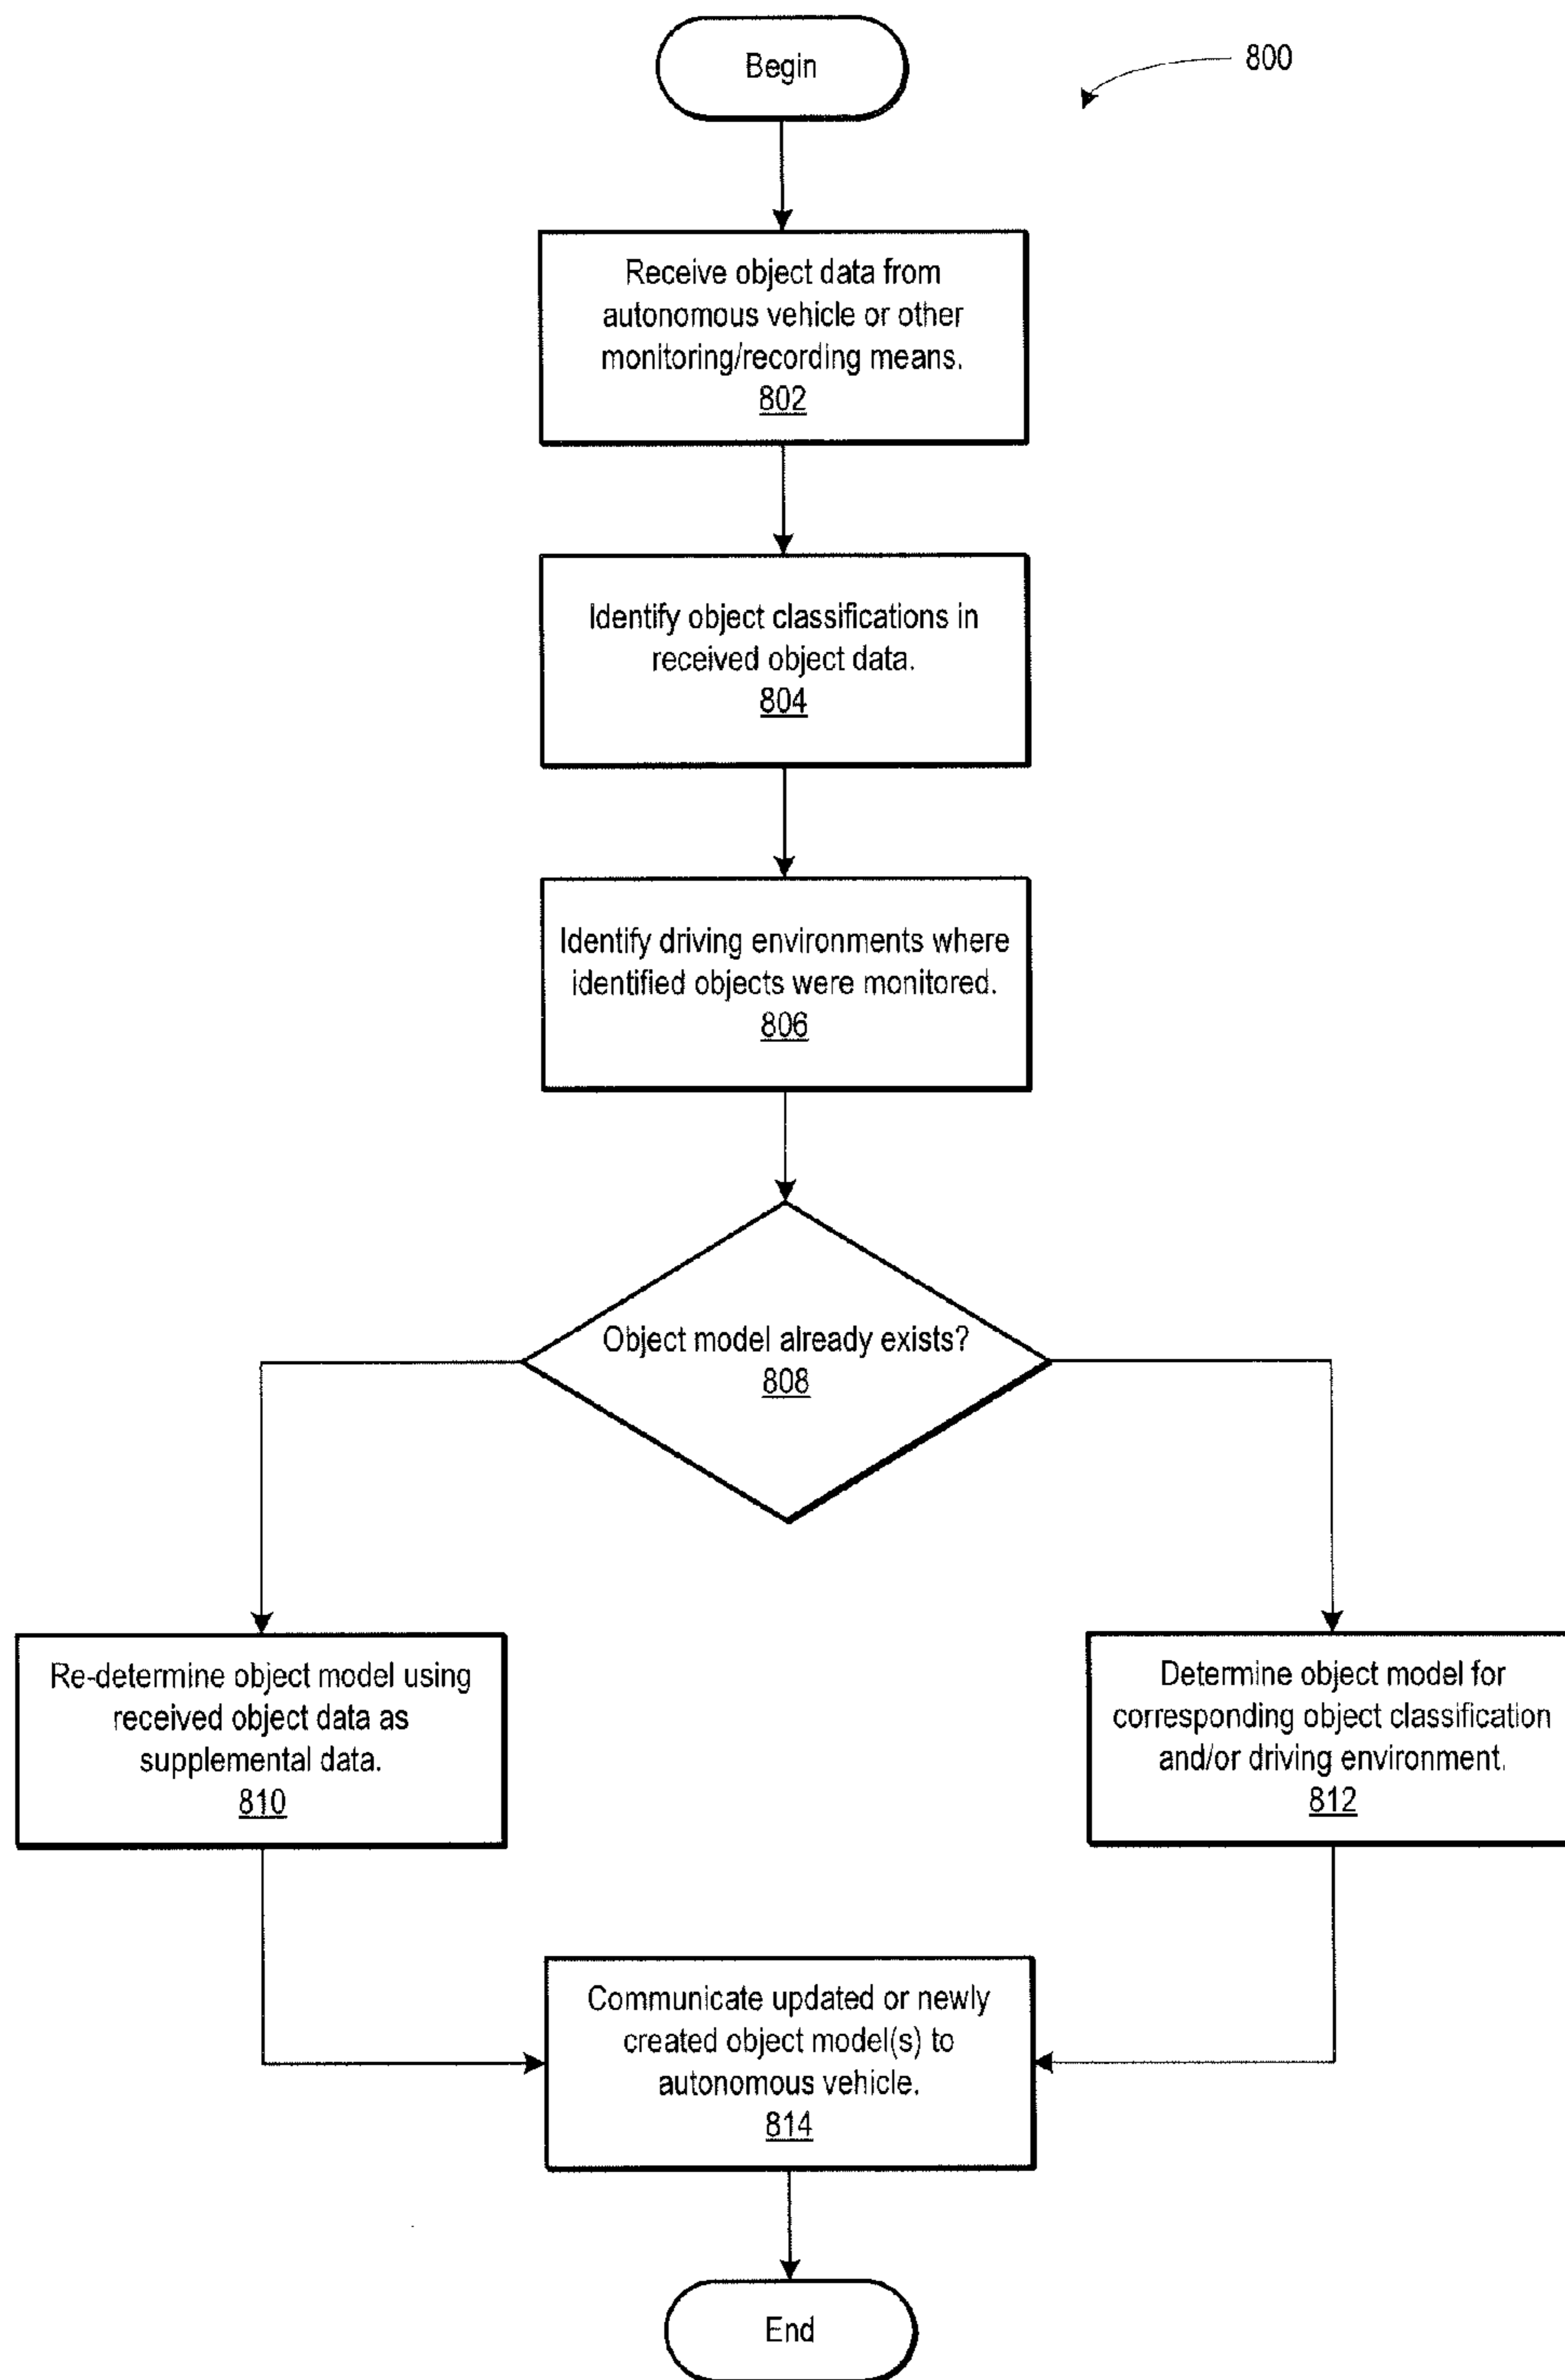 Begin
800
Receive object data from
autonomous vehicle or other
monitoring/recording means.
802
Identify object classifications in
received object data.
804
Identify driving environments where
identified objects were monitored.
806
Object model already exists?
808
Re-determine object model using
received object data as
supplemental data.
810
Determine object model for
corresponding object classification
and/or driving environment.
812
Communicate updated or newly
created object model(s) to
autonomous vehicle.
814
End